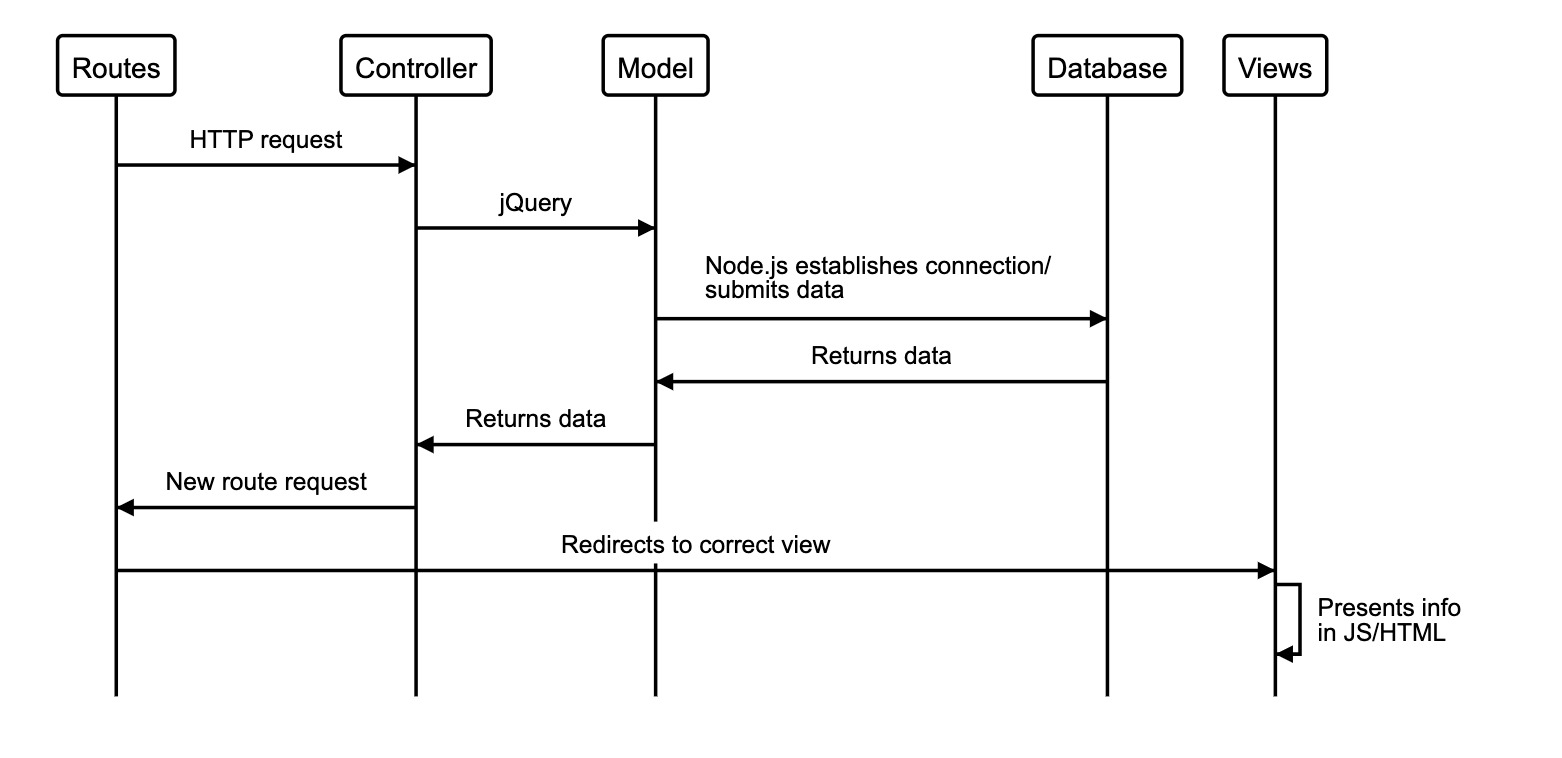 Routes
Controller
Model
Database
Views
HTTP request
jQuery
Node.js establishes connection/
submits data
Returns data
Returns data
New route request
Redirects to correct view
Presents info
in JS/HTML